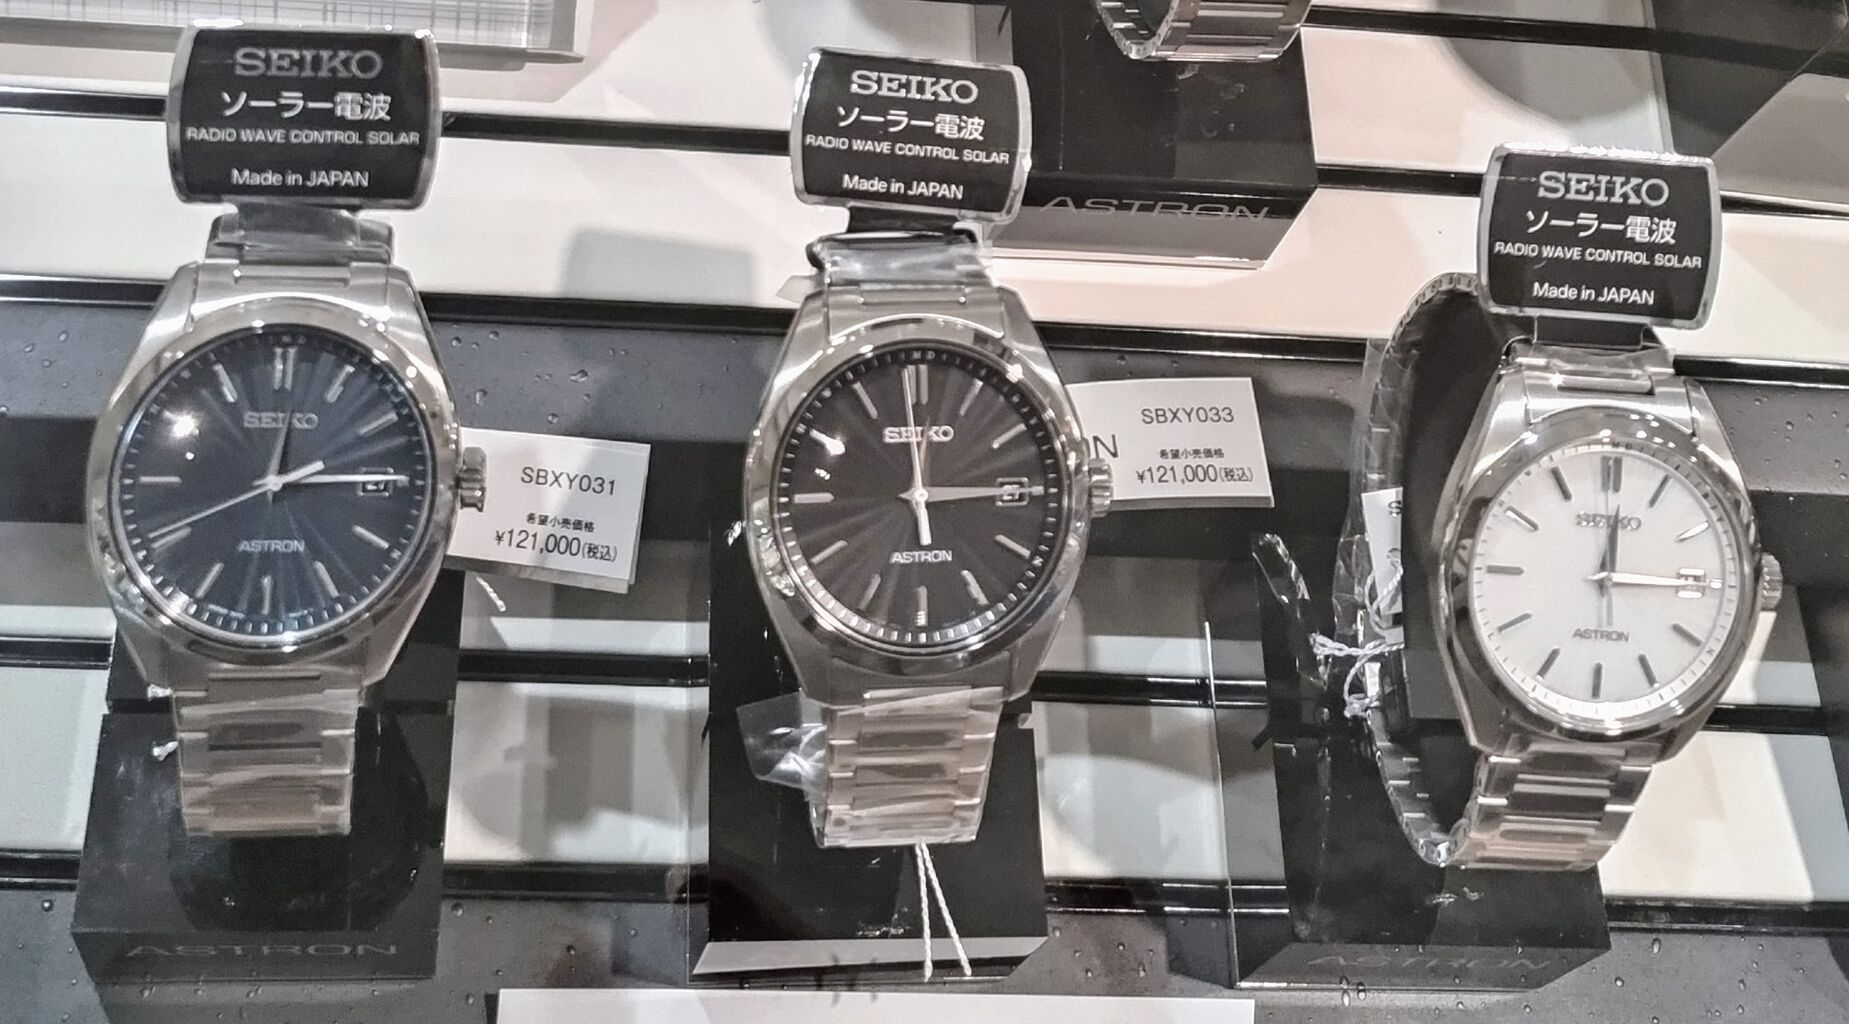 SEIKO
ソーラー電波
RADIO WAVE CONTROL SOLAR
Made in JAPAN
SEIKO
ASTRON
SBXY031
希望小売価格
¥121,000(税込)
ASTRON
SEIKO
ソーラー電波
RADIO WAVE CONTROL SOLAR
Made in JAPAN
ASTRON
SEIKO
ASTRON
SBXY033
希望小売価格
¥121,000(税込)
SEIKO
ソーラー電波
RADIO WAVE CONTROL SOLAR
Made in JAPAN
SEIKO
ASTRON
ASTRON